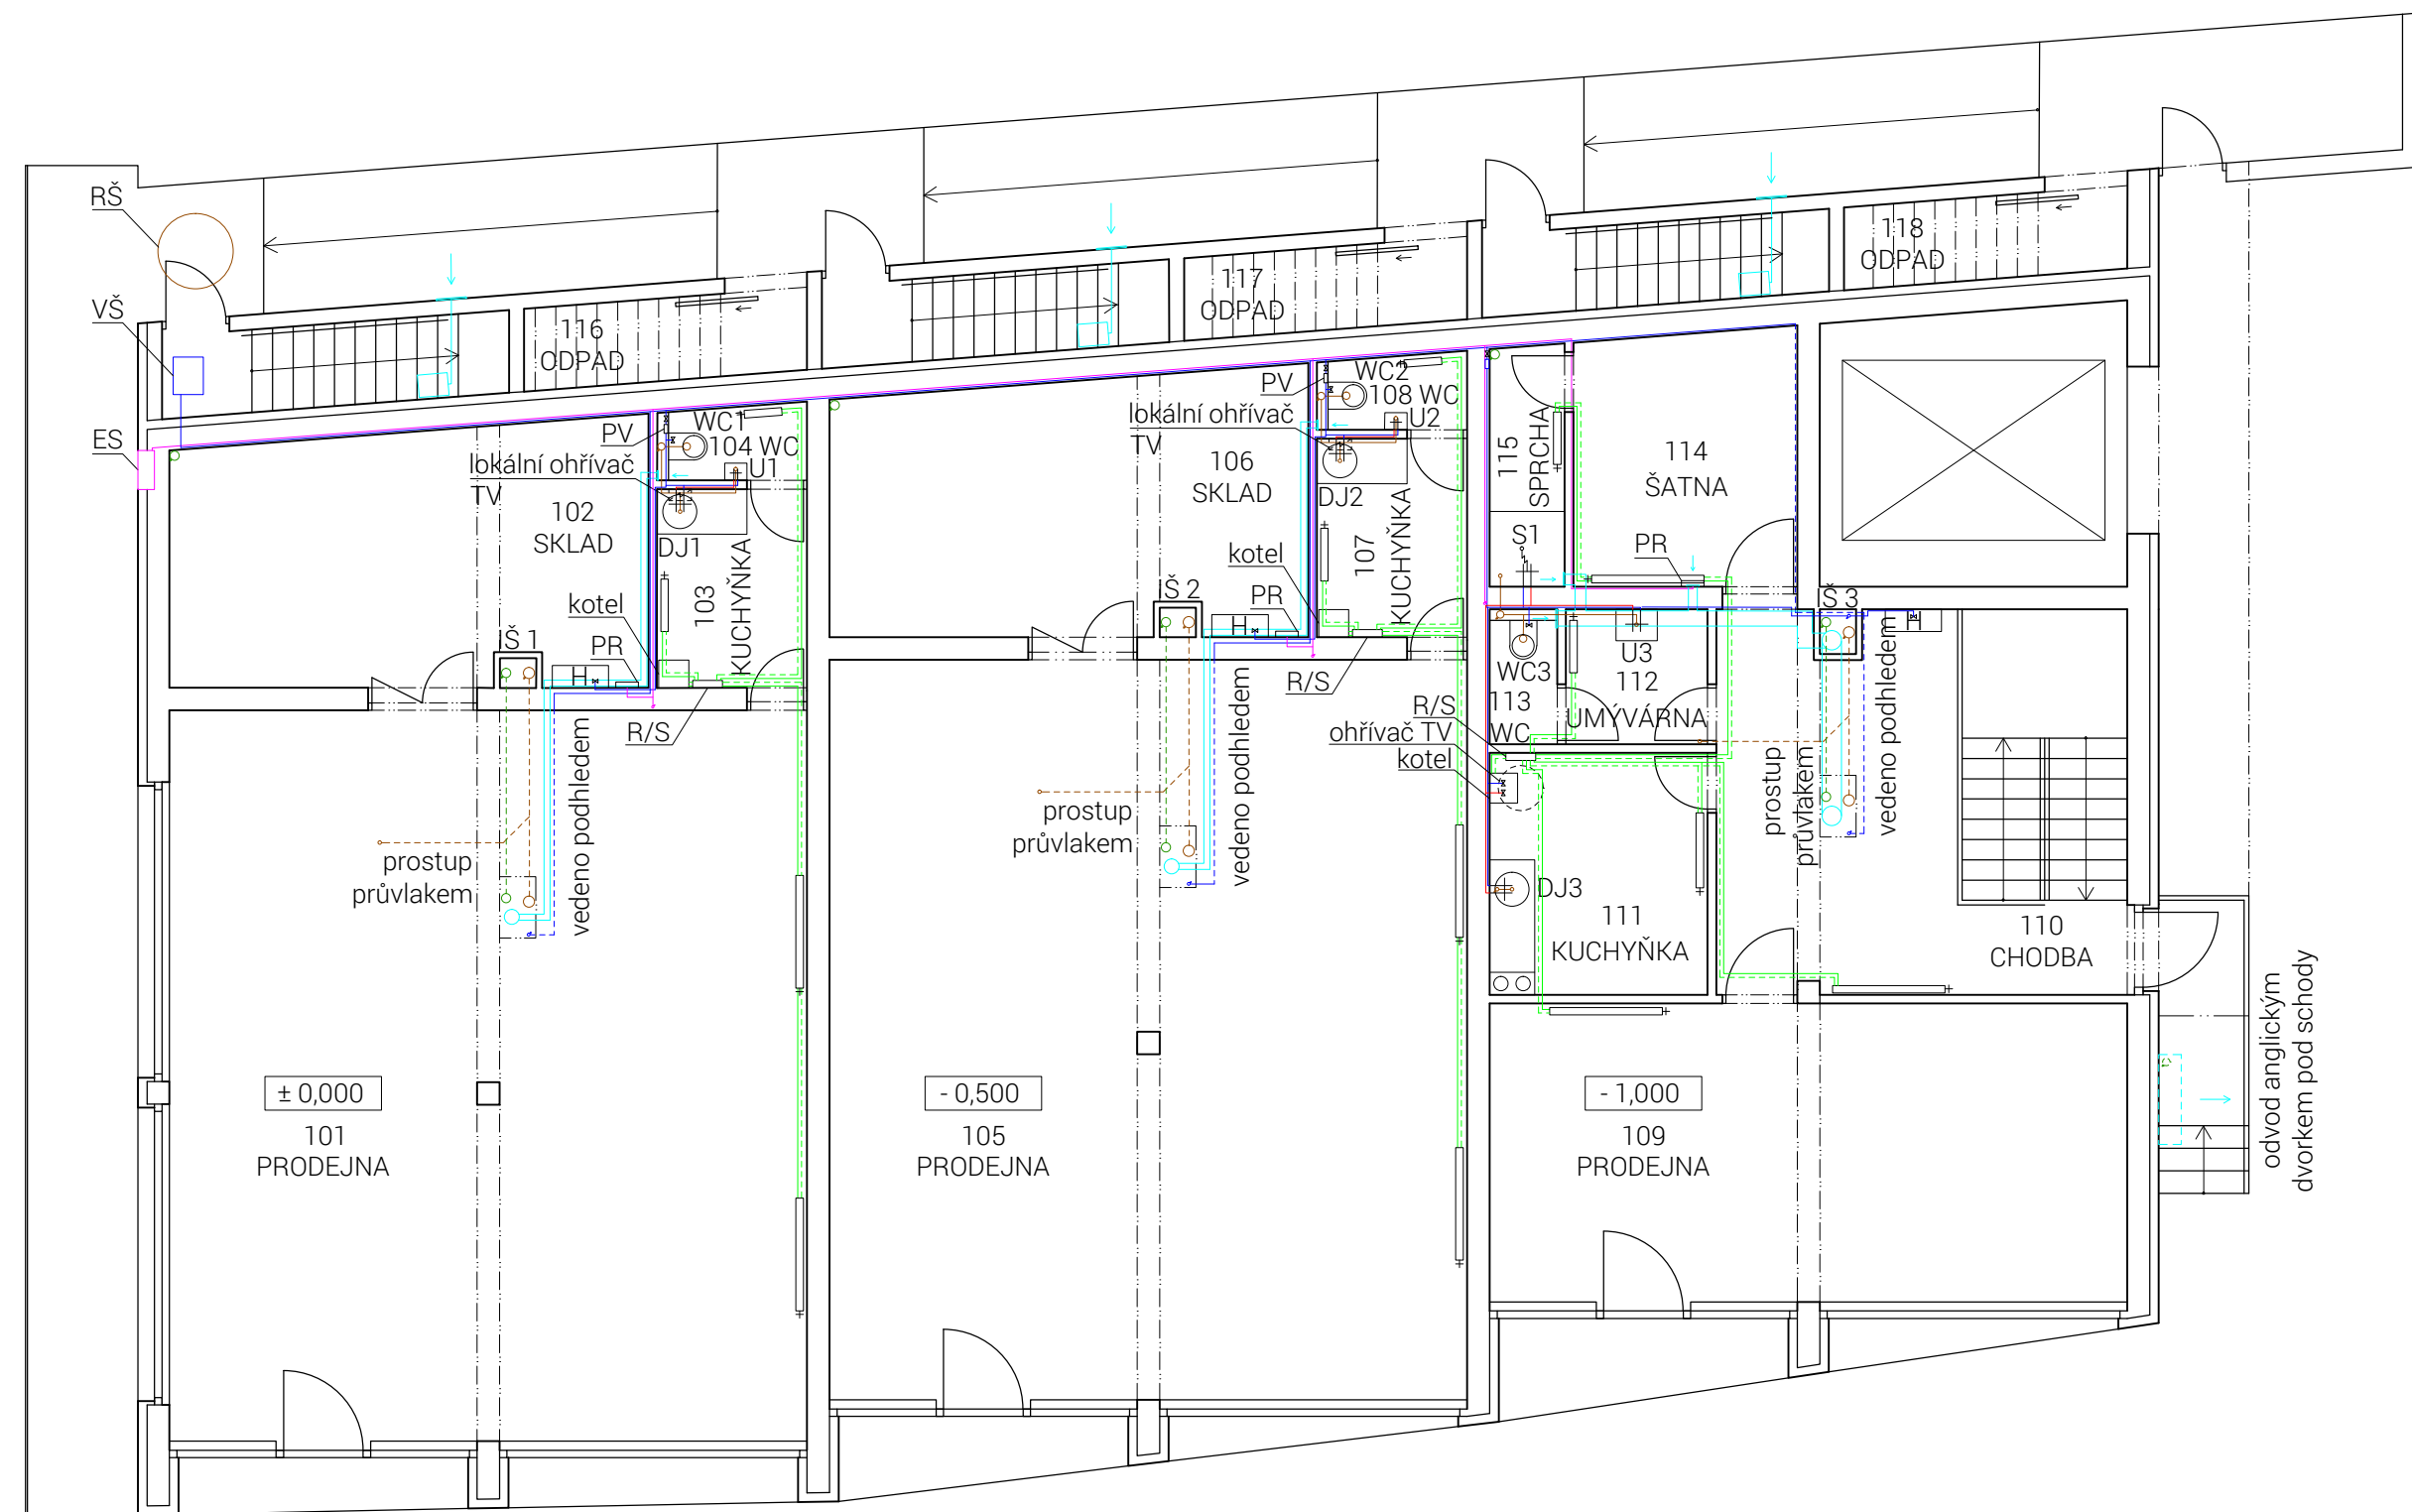 RŠ
VŠ
ES
116
ODPAD
117
ODPAD
118
ODPAD
PV
WC1
104 WC
U1
lokální ohřívač
TV
102
SKLAD
DJ1
103
KUCHYŇKA
kotel
IŠ 1
PR
H
R/S
vedeno podhledem
prostup
průvlakem
± 0,000
101
PRODEJNA
PV
WC2
108 WC
U2
lokální ohřívač
TV
106
SKLAD
DJ2
107
KUCHYŇKA
kotel
IŠ 2
PR
H
R/S
vedeno podhledem
prostup
průvlakem
- 0,500
105
PRODEJNA
115
SPRCHA
114
ŠATNA
S1
PR
IŠ 3
H
WC3
113
WC
U3
112
UMÝVÁRNA
R/S
ohřívač TV
kotel
prostup
průvlakem
vedeno podhledem
DJ3
111
KUCHYŇKA
110
CHODBA
- 1,000
109
PRODEJNA
odvod anglickým
dvorkem pod schody